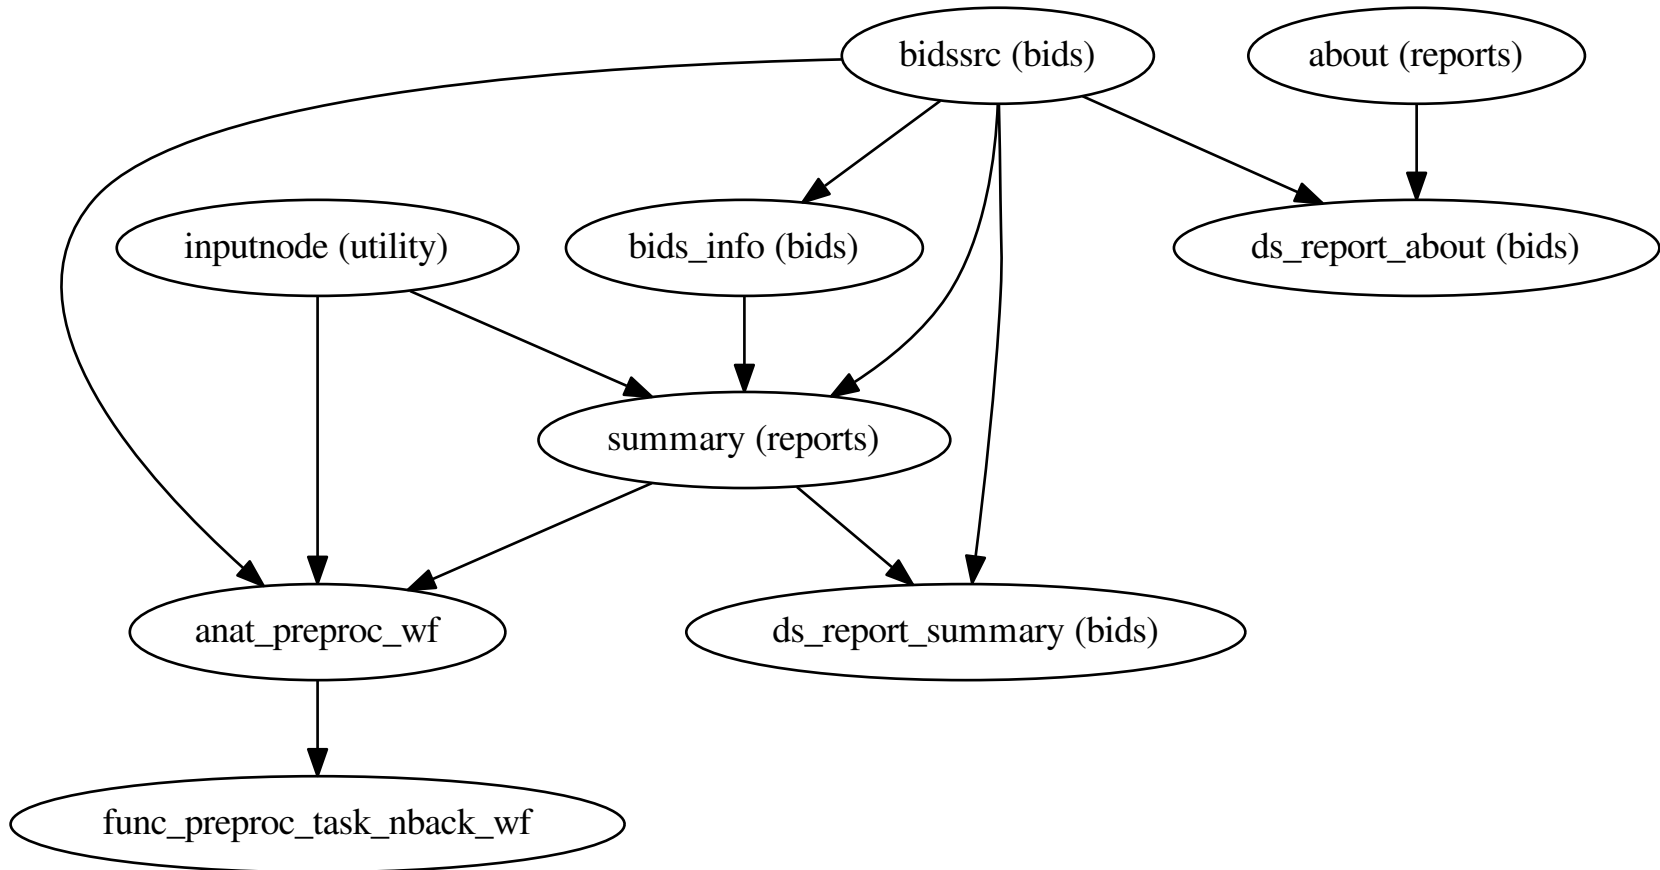 bidssrc (bids)
about (reports)
inputnode (utility)
bids_info (bids)
ds_report_about (bids)
summary (reports)
anat_preproc_wf
ds_report_summary (bids)
func_preproc_task_nback_wf